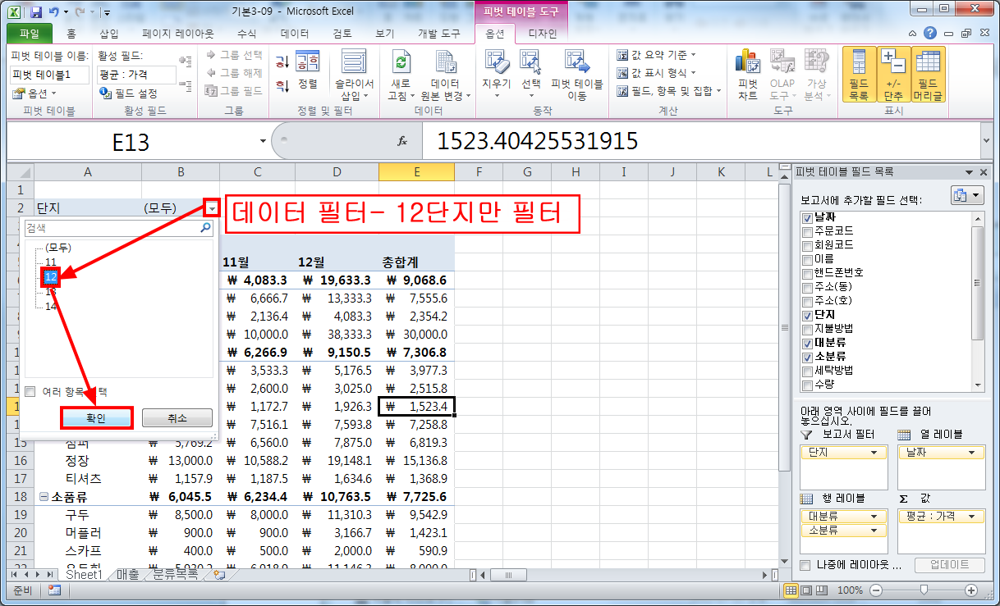 기본3-09 - Microsoft Excel
피벗 테이블 도구
파일 홈 삽입 페이지 레이아웃 수식 데이터 검토 보기 개발 도구 옵션 디자인
피벗 테이블 이름:
피벗 테이블1
옵션
피벗 테이블
활성 필드:
평균 : 가격
필드 설정
활성 필드
그룹 선택
그룹 해제
그룹 필드
그룹
정렬
슬라이서
삽입
정렬 및 필터
새로
고침
데이터
원본 변경
데이터
지우기
선택
피벗 테이블
이동
동작
값 요약 기준
값 표시 형식
필드, 항목 및 집합
계산
피벗
차트
OLAP
도구
가상
분석
도구
필드
목록
+/-
단추
필드
머리글
표시
E13 fx 1523.40425531915
A B C D E F G H I J K L
1
2 단지 (모두)
데이터 필터- 12단지만 필터
검색
(모두)
11
12
13
14
여러 항목 택
확인 취소
11월 12월 총합계
₩ 4,083.3 ₩ 19,633.3 ₩ 9,068.6
₩ 6,666.7 ₩ 13,333.3 ₩ 7,555.6
₩ 2,136.4 ₩ 4,083.3 ₩ 2,354.2
₩ 10,000.0 ₩ 38,333.3 ₩ 30,000.0
₩ 6,266.9 ₩ 9,150.5 ₩ 7,306.8
₩ 3,533.3 ₩ 5,176.5 ₩ 3,977.3
₩ 2,600.0 ₩ 3,025.0 ₩ 2,515.8
₩ 1,172.7 ₩ 1,926.3 ₩ 1,523.4
₩ 7,516.1 ₩ 7,593.8 ₩ 7,258.8
15 점퍼 ₩ 5,769.2 ₩ 6,560.0 ₩ 7,875.0 ₩ 6,819.3
16 정장 ₩ 13,000.0 ₩ 10,588.2 ₩ 19,148.1 ₩ 15,136.8
17 티셔츠 ₩ 1,157.9 ₩ 1,187.5 ₩ 1,634.6 ₩ 1,368.9
18 소품류 ₩ 6,045.5 ₩ 6,234.4 ₩ 10,763.5 ₩ 7,725.6
19 구두 ₩ 8,500.0 ₩ 8,000.0 ₩ 11,310.3 ₩ 9,542.9
20 머플러 ₩ 900.0 ₩ 900.0 ₩ 3,166.7 ₩ 1,423.1
21 스카프 ₩ 400.0 ₩ 500.0 ₩ 2,000.0 ₩ 590.9
Sheet1 매출 분류목록
준비
100%
피벗 테이블 필드 목록
보고서에 추가할 필드 선택:
날짜
주문코드
회원코드
이름
핸드폰번호
주소(동)
주소(호)
단지
지불방법
대분류
소분류
세탁방법
수량
아래 영역 사이에 필드를 끌어
놓으십시오.
보고서 필터
단지
열 레이블
날짜
행 레이블
대분류
소분류
Σ 값
평균 : 가격
나중에 레이아웃 ...
업데이트